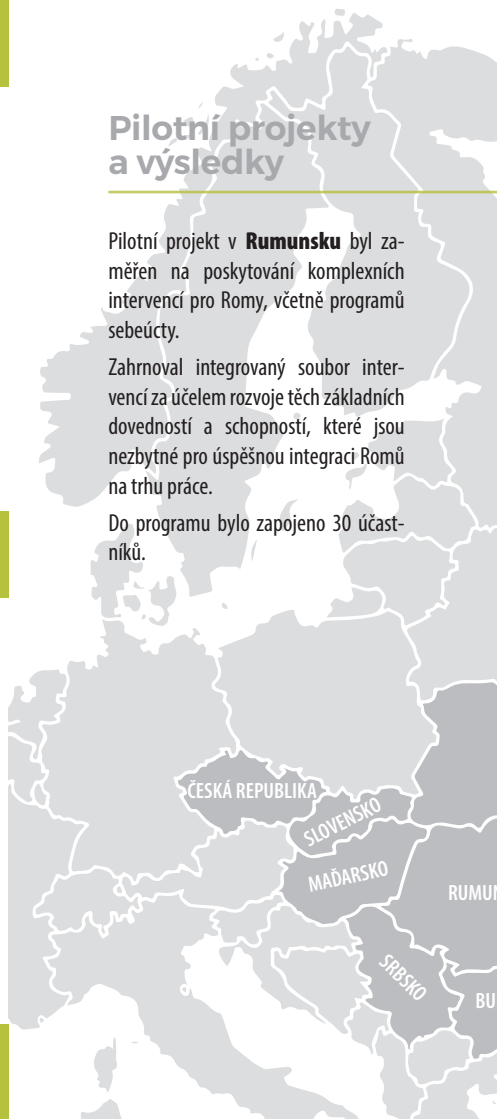 Pilotní projekty
a výsledky
Pilotní projekt v Rumunsku byl za-
měřen na poskytování komplexních
intervencí pro Romy, včetně programů
sebeúcty.
Zahrnoval integrovaný soubor inter-
vencí za účelem rozvoje těch základních
dovedností a schopností, které jsou
nezbytné pro úspěšnou integraci Romů
na trhu práce.
Do programu bylo zapojeno 30 účast-
níků.
ČESKÁ REPUBLIKA
SLOVENSKO
MAĎARSKO
RUMUN
SRBSKO
BU